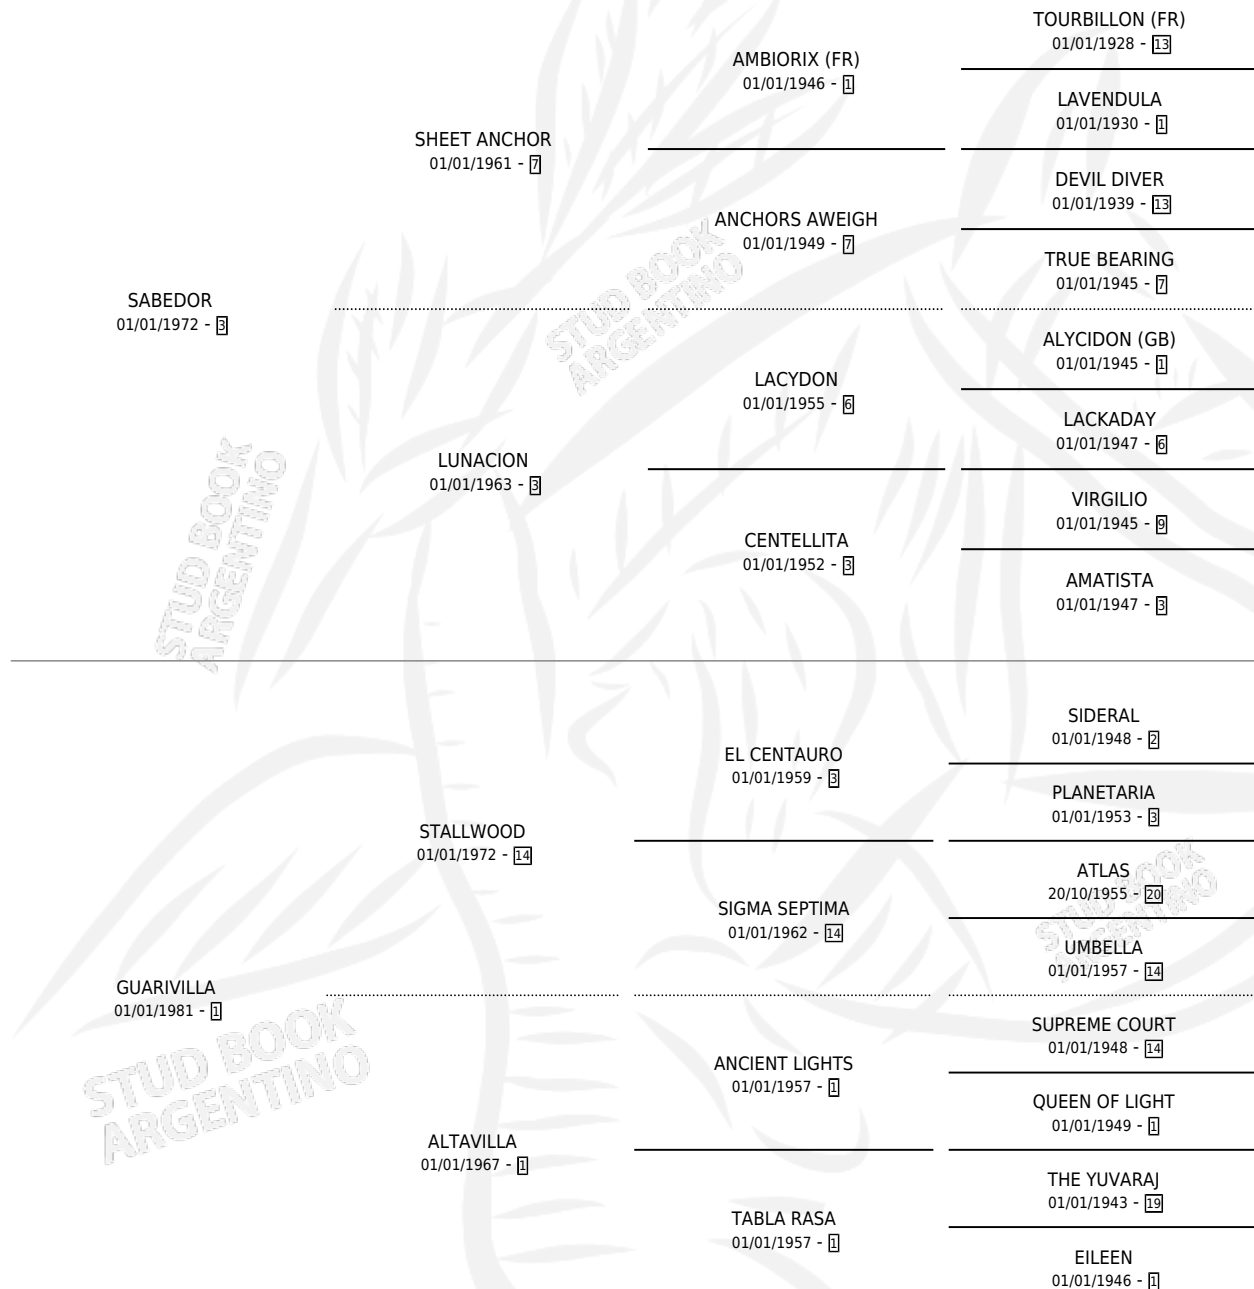 TOURBILLON (FR)
01/01/1928 - 13
AMBIORIX (FR)
01/01/1946 - 1
LAVENDULA
01/01/1930 - 1
SHEET ANCHOR
01/01/1961 - 7
DEVIL DIVER
01/01/1939 - 13
ANCHORS AWEIGH
01/01/1949 - 7
TRUE BEARING
01/01/1945 - 7
SABEDOR
01/01/1972 - 3
ALYCIDON (GB)
01/01/1945 - 1
LACYDON
01/01/1955 - 6
LACKADAY
01/01/1947 - 6
LUNACION
01/01/1963 - 3
VIRGILIO
01/01/1945 - 9
CENTELLITA
01/01/1952 - 3
AMATISTA
01/01/1947 - 3
SIDERAL
01/01/1948 - 2
EL CENTAURO
01/01/1959 - 3
PLANETARIA
01/01/1953 - 3
STALLWOOD
01/01/1972 - 14
ATLAS
20/10/1955 - 20
SIGMA SEPTIMA
01/01/1962 - 14
UMBELLA
01/01/1957 - 14
GUARIVILLA
01/01/1981 - 1
SUPREME COURT
01/01/1948 - 14
ANCIENT LIGHTS
01/01/1957 - 1
QUEEN OF LIGHT
01/01/1949 - 1
ALTAVILLA
01/01/1967 - 1
THE YUVARAJ
01/01/1943 - 19
TABLA RASA
01/01/1957 - 1
EILEEN
01/01/1946 - 1
STUD BOOK
ARGENTINO
STUD BOOK
ARGENTINO
STUD BOOK
ARGENTINO
STUD BOOK
ARGENTINO